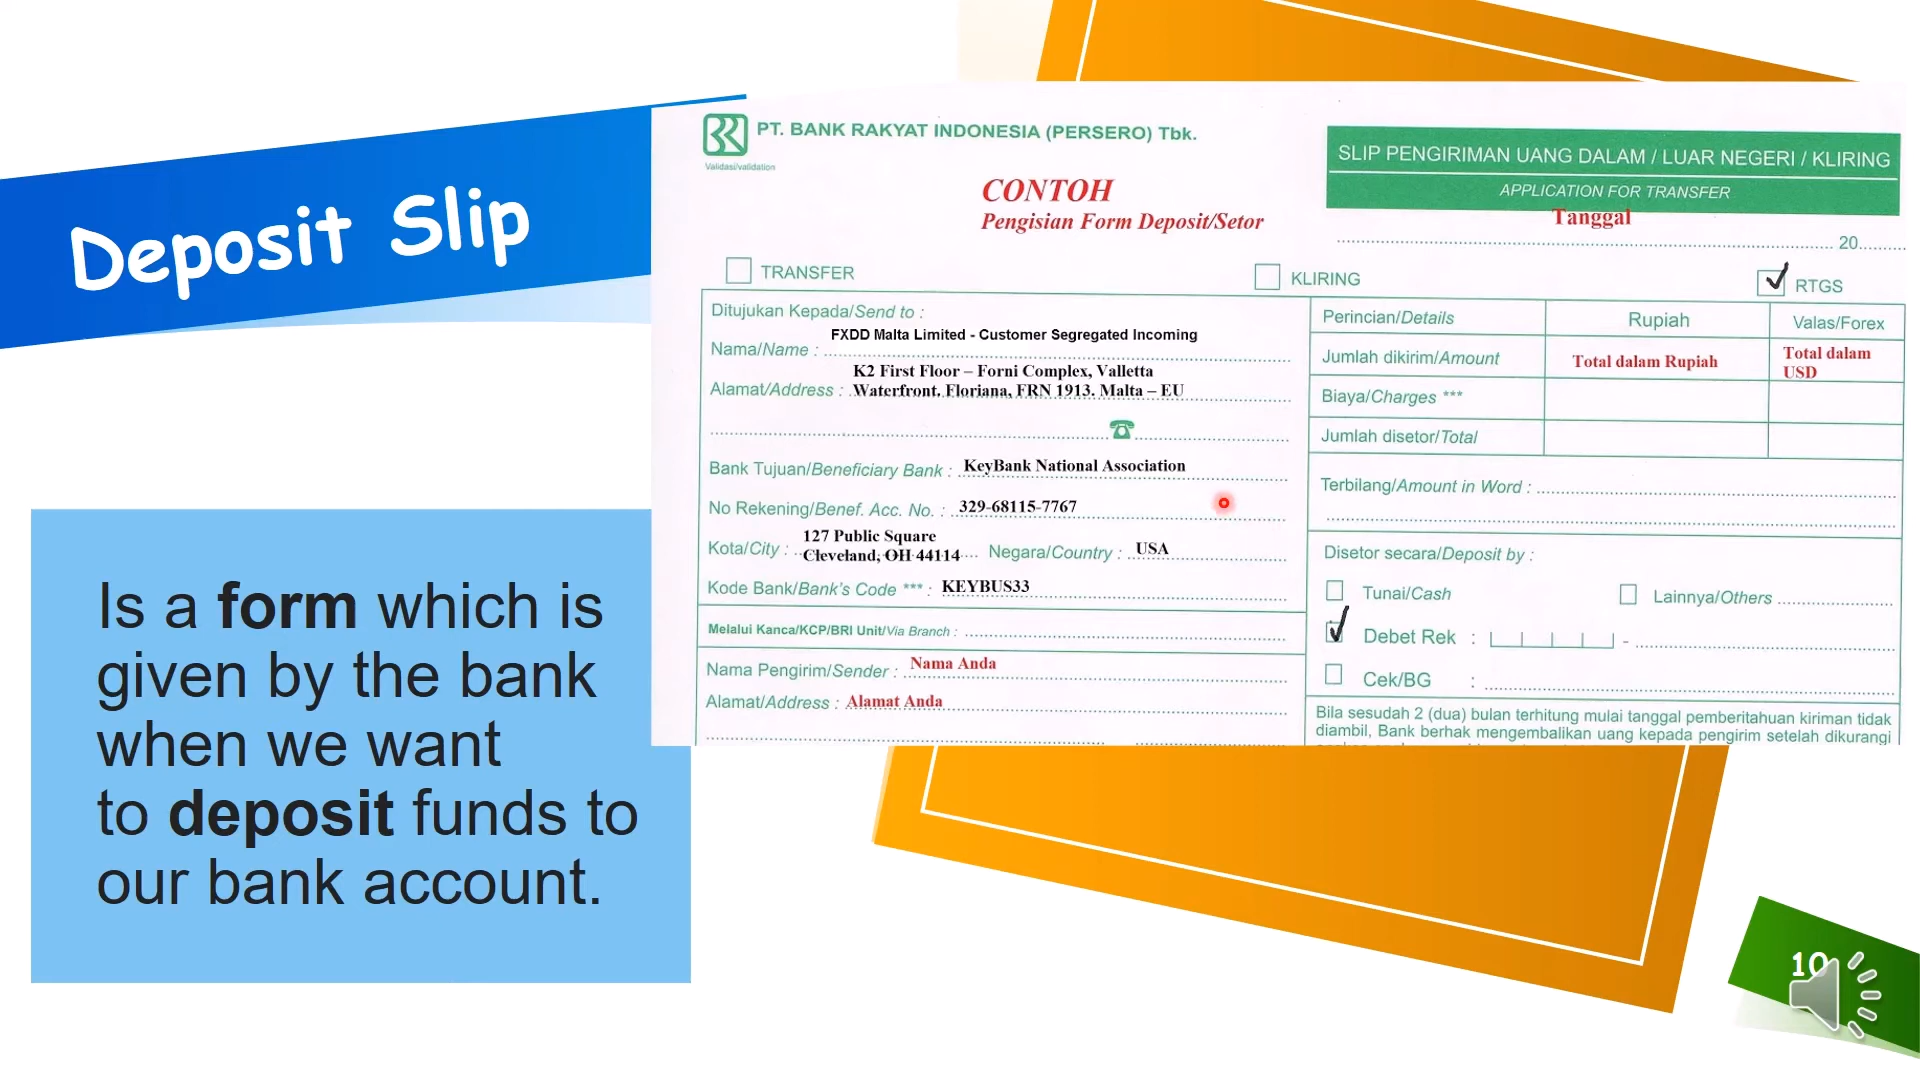 Deposit Slip
Is a form which is
given by the bank
when we want
to deposit funds to
our bank account.
PT. BANK RAKYAT INDONESIA (PERSERO) Tbk.
Validasi/validation
CONTOH
Pengisian Form Deposit/Setor
SLIP PENGIRIMAN UANG DALAM / LUAR NEGERI / KLIRING
APPLICATION FOR TRANSFER
Tanggal
20
TRANSFER
KLIRING
RTGS
Ditujukan Kepada/Send to :
FXDD Malta Limited - Customer Segregated Incoming
Nama/Name :
K2 First Floor – Forni Complex, Valletta
Alamat/Address : Waterfront, Floriana, FRN 1913. Malta – EU
Bank Tujuan/Beneficiary Bank : KeyBank National Association
No Rekening/Benef. Acc. No. : 329-68115-7767
127 Public Square
Kota/City : Cleveland, OH 44114 Negara/Country : USA
Kode Bank/Bank's Code *** : KEYBUS33
Melalui Kanca/KCP/BRI Unit/Via Branch :
Nama Pengirim/Sender : Nama Anda
Alamat/Address : Alamat Anda
Perincian/Details Rupiah Valas/Forex
Jumlah dikirim/Amount Total dalam Rupiah Total dalam
USD
Biaya/Charges ***
Jumlah disetor/Total
Terbilang/Amount in Word :
Disetor secara/Deposit by :
Tunai/Cash Lainnya/Others
Debet Rek : -
Cek/BG :
Bila sesudah 2 (dua) bulan terhitung mulai tanggal pemberitahuan kiriman tidak
diambil, Bank berhak mengembalikan uang kepada pengirim setelah dikurangi
10